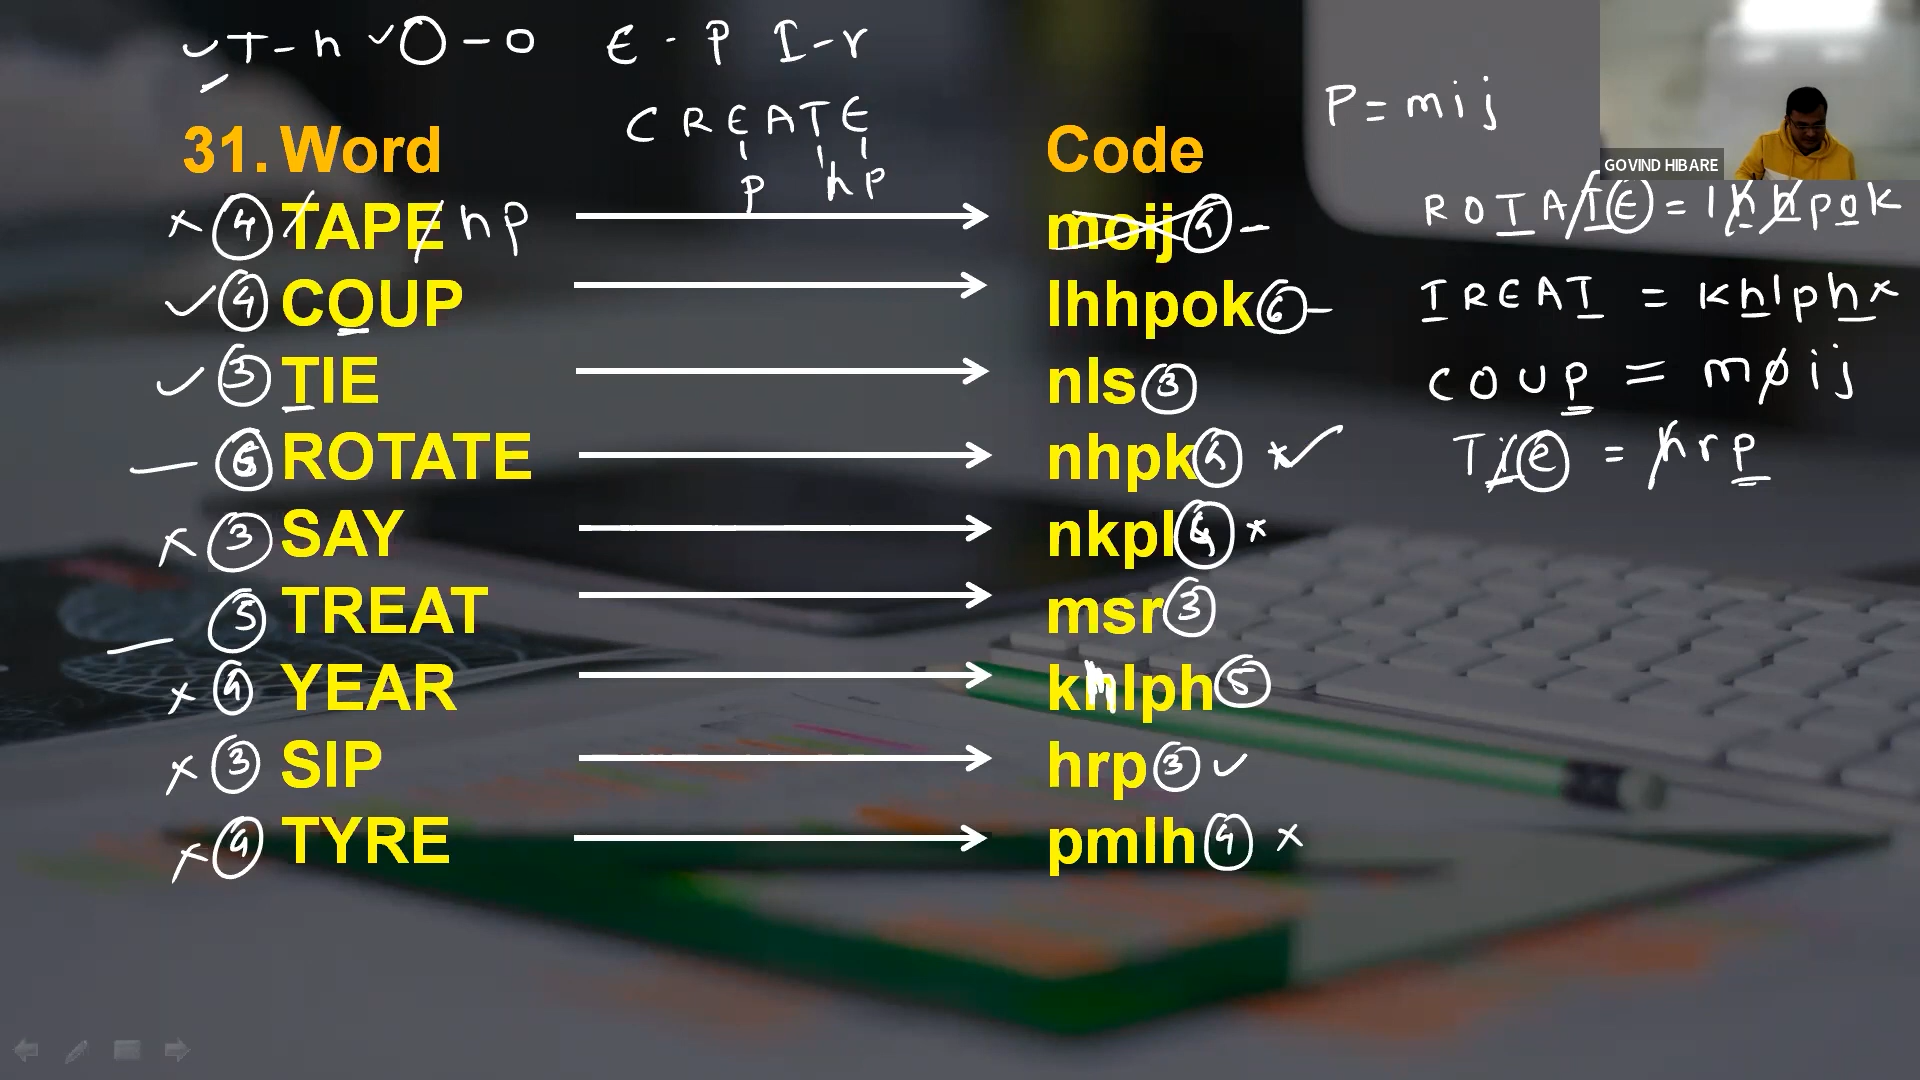 ✓T-h ✓O-o E-P I-r
P = mij
CREATE
P h P
GOVIND HIBARE
31. Word Code
× 4 TAPE hp moij 4 -
ROTATE = lhhpok
✓ 4 COUP lhhpok 6 -
TREAT = khlphx
✓ 3 TIE nls 3
COUP = moij
- 6 ROTATE nhpk 4 ×✓
TIE = hrp
× 3 SAY nkpl 4 ×
- 5 TREAT msr 3
× 4 YEAR khlph 5
× 3 SIP hrp 3 ✓
× 4 TYRE pmlh 4 ×